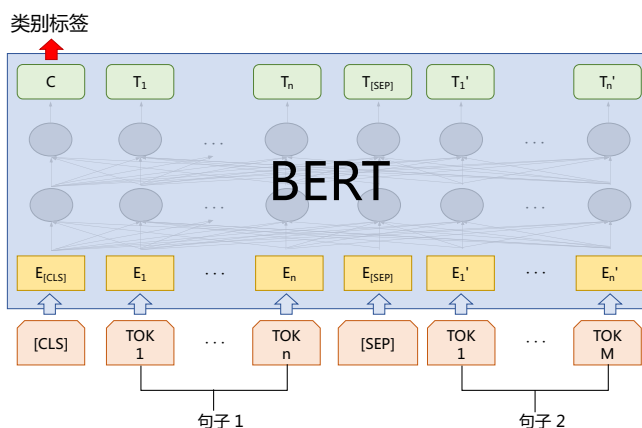 类别标签
C T1 Tn T[SEP] T1' Tn'
... ...
BERT
... ...
E[CLS] E1 ... En E[SEP] E1' ... En'
[CLS] TOK 1 ... TOK n [SEP] TOK 1 ... TOK M
句子 1 句子 2